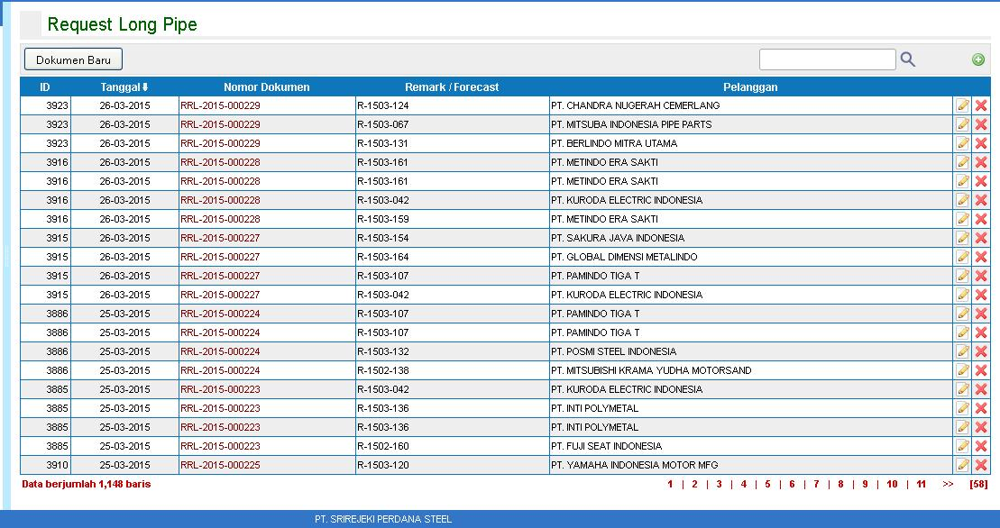 Request Long Pipe
Dokumen Baru
ID Tanggal Nomor Dokumen Remark / Forecast Pelanggan
3923 26-03-2015 RRL-2015-000229 R-1503-124 PT. CHANDRA NUGERAH CEMERLANG
3923 26-03-2015 RRL-2015-000229 R-1503-067 PT. MITSUBA INDONESIA PIPE PARTS
3923 26-03-2015 RRL-2015-000229 R-1503-131 PT. BERLINDO MITRA UTAMA
3916 26-03-2015 RRL-2015-000228 R-1503-161 PT. METINDO ERA SAKTI
3916 26-03-2015 RRL-2015-000228 R-1503-161 PT. METINDO ERA SAKTI
3916 26-03-2015 RRL-2015-000228 R-1503-042 PT. KURODA ELECTRIC INDONESIA
3916 26-03-2015 RRL-2015-000228 R-1503-159 PT. METINDO ERA SAKTI
3915 26-03-2015 RRL-2015-000227 R-1503-154 PT. SAKURA JAVA INDONESIA
3915 26-03-2015 RRL-2015-000227 R-1503-164 PT. GLOBAL DIMENSI METALINDO
3915 26-03-2015 RRL-2015-000227 R-1503-107 PT. PAMINDO TIGA T
3915 26-03-2015 RRL-2015-000227 R-1503-042 PT. KURODA ELECTRIC INDONESIA
3886 25-03-2015 RRL-2015-000224 R-1503-107 PT. PAMINDO TIGA T
3886 25-03-2015 RRL-2015-000224 R-1503-107 PT. PAMINDO TIGA T
3886 25-03-2015 RRL-2015-000224 R-1503-132 PT. POSMI STEEL INDONESIA
3886 25-03-2015 RRL-2015-000224 R-1502-138 PT. MITSUBISHI KRAMA YUDHA MOTORSAND
3885 25-03-2015 RRL-2015-000223 R-1503-042 PT. KURODA ELECTRIC INDONESIA
3885 25-03-2015 RRL-2015-000223 R-1503-136 PT. INTI POLYMETAL
3885 25-03-2015 RRL-2015-000223 R-1503-136 PT. INTI POLYMETAL
3885 25-03-2015 RRL-2015-000223 R-1502-160 PT. FUJI SEAT INDONESIA
3910 25-03-2015 RRL-2015-000225 R-1503-120 PT. YAMAHA INDONESIA MOTOR MFG
Data berjumlah 1,148 baris 1 | 2 | 3 | 4 | 5 | 6 | 7 | 8 | 9 | 10 | 11 >> [58]
PT. SRIREJEKI PERDANA STEEL